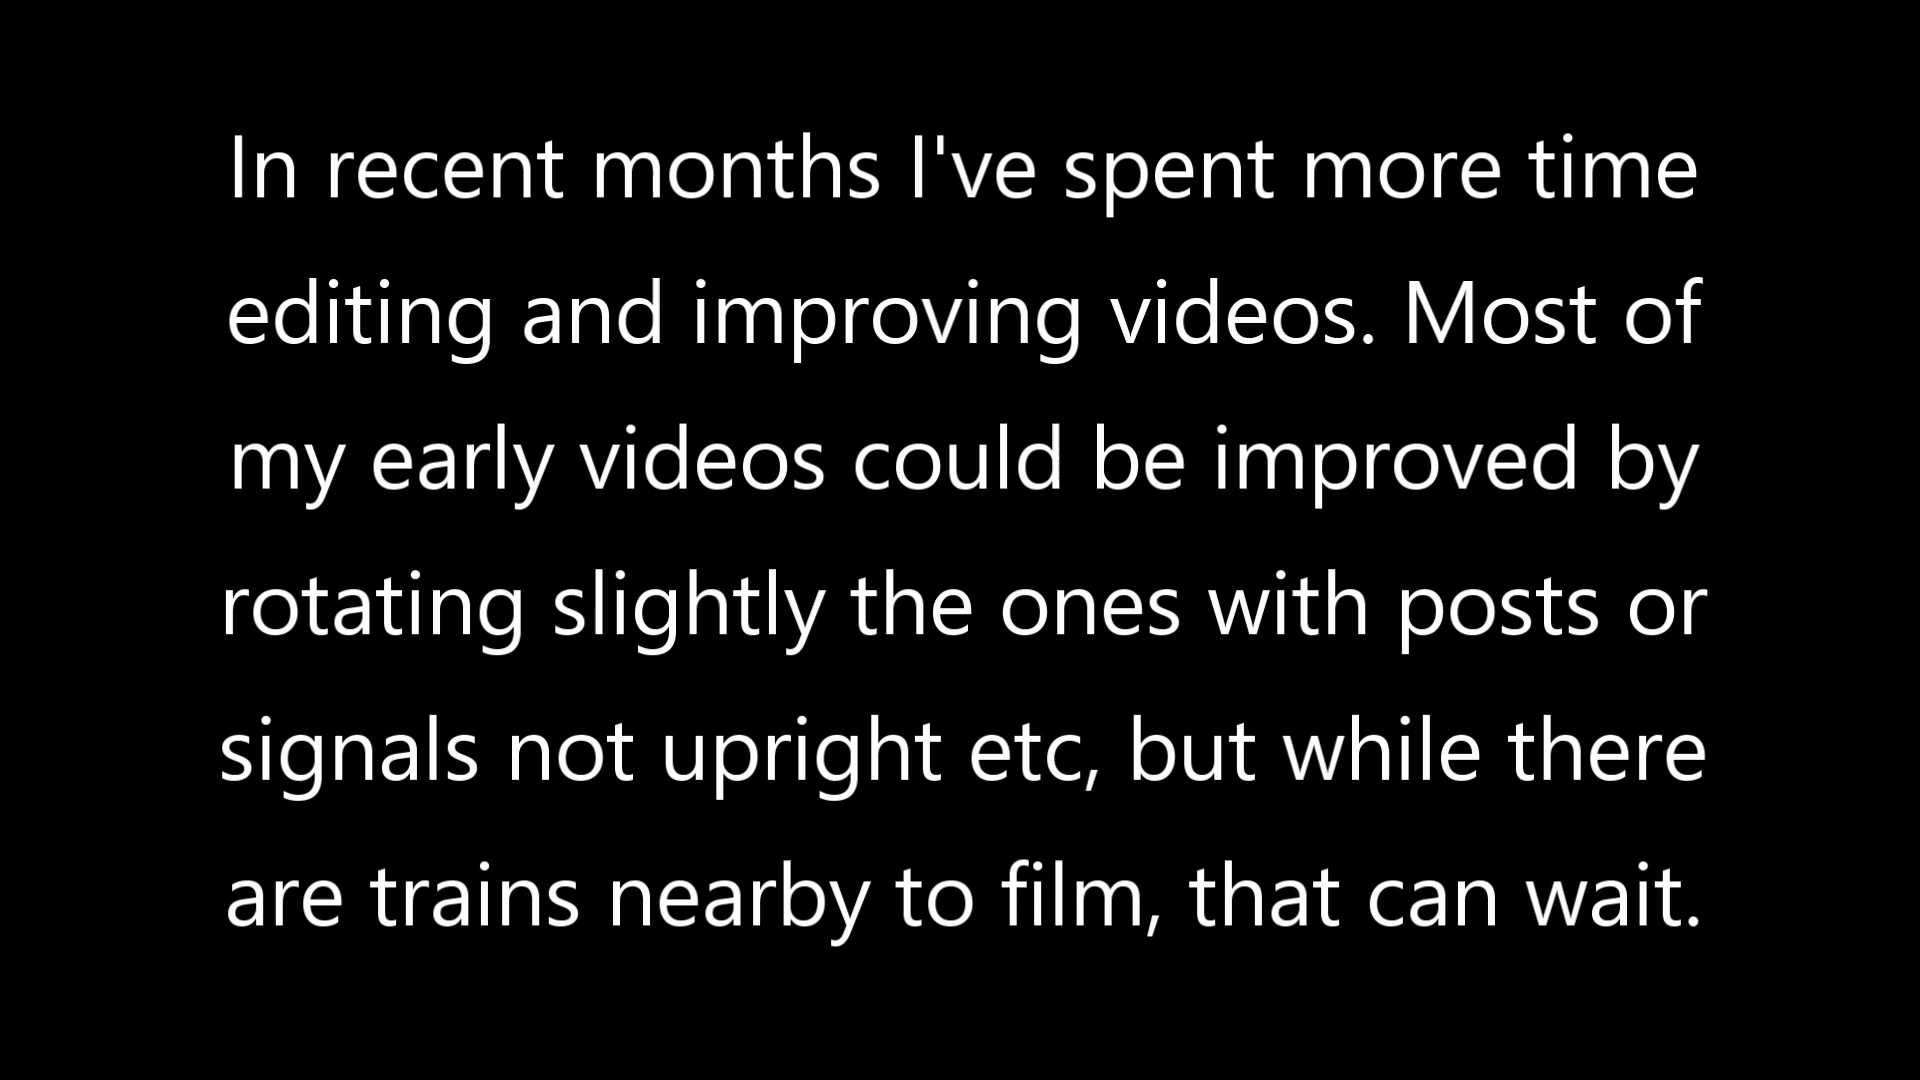 In recent months I've spent more time
editing and improving videos. Most of
my early videos could be improved by
rotating slightly the ones with posts or
signals not upright etc, but while there
are trains nearby to film, that can wait.